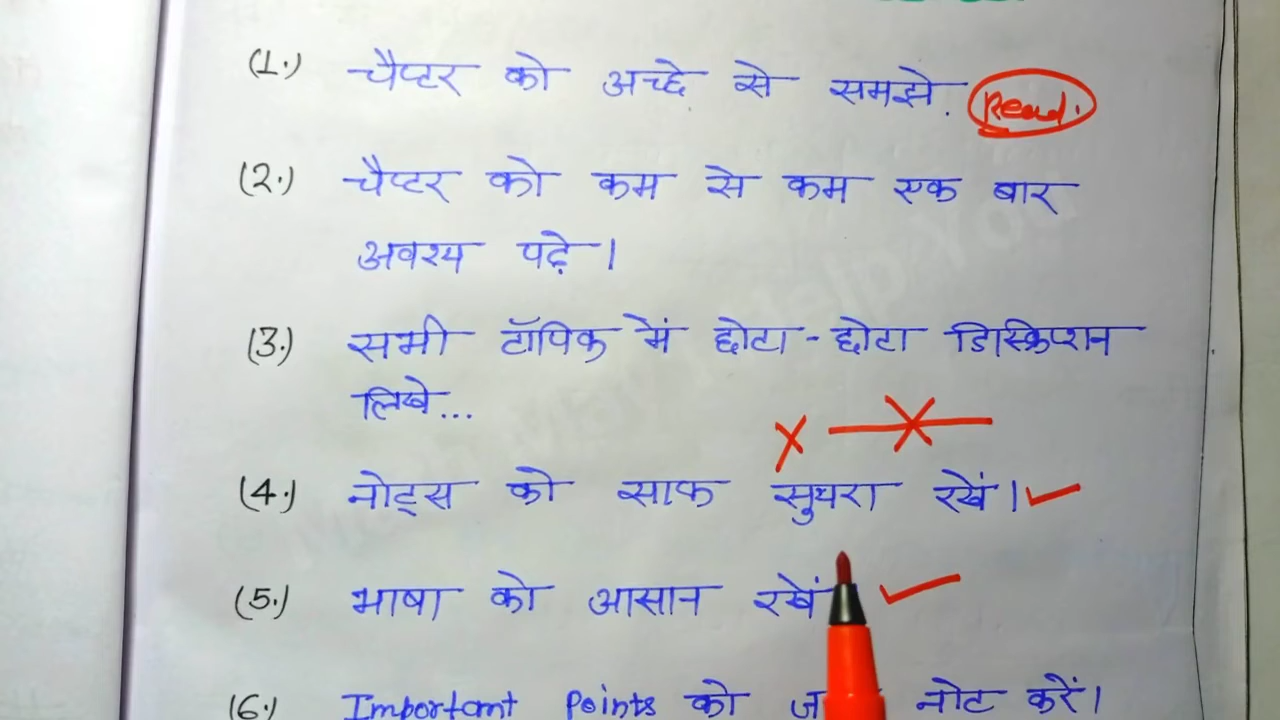 (1.) चैप्टर को अच्छे से समझे. Read.
(2.) चैप्टर को कम से कम एक बार
अवश्य पढ़े।
(3.) सभी टॉपिक में छोटा-छोटा डिस्क्रिप्शन
लिखे...
(4.) नोट्स को साफ सुथरा रखें।
(5.) भाषा को आसान रखें
(6.) Important Points को नोट करें।